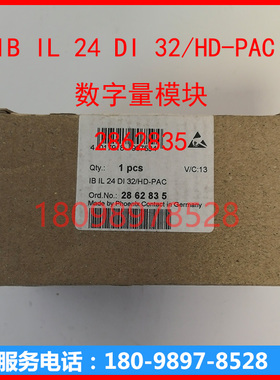 IB IL 24 DI 32/HD-PAC
数字量模块
2862835
Qty.: 1 pcs
V/C:13
IB IL 24 DI 32/HD-PAC
Ord.No.: 28 62 83 5
Made by Phoenix Contact in Germany
18098978528
服务电话：180-9897-8528